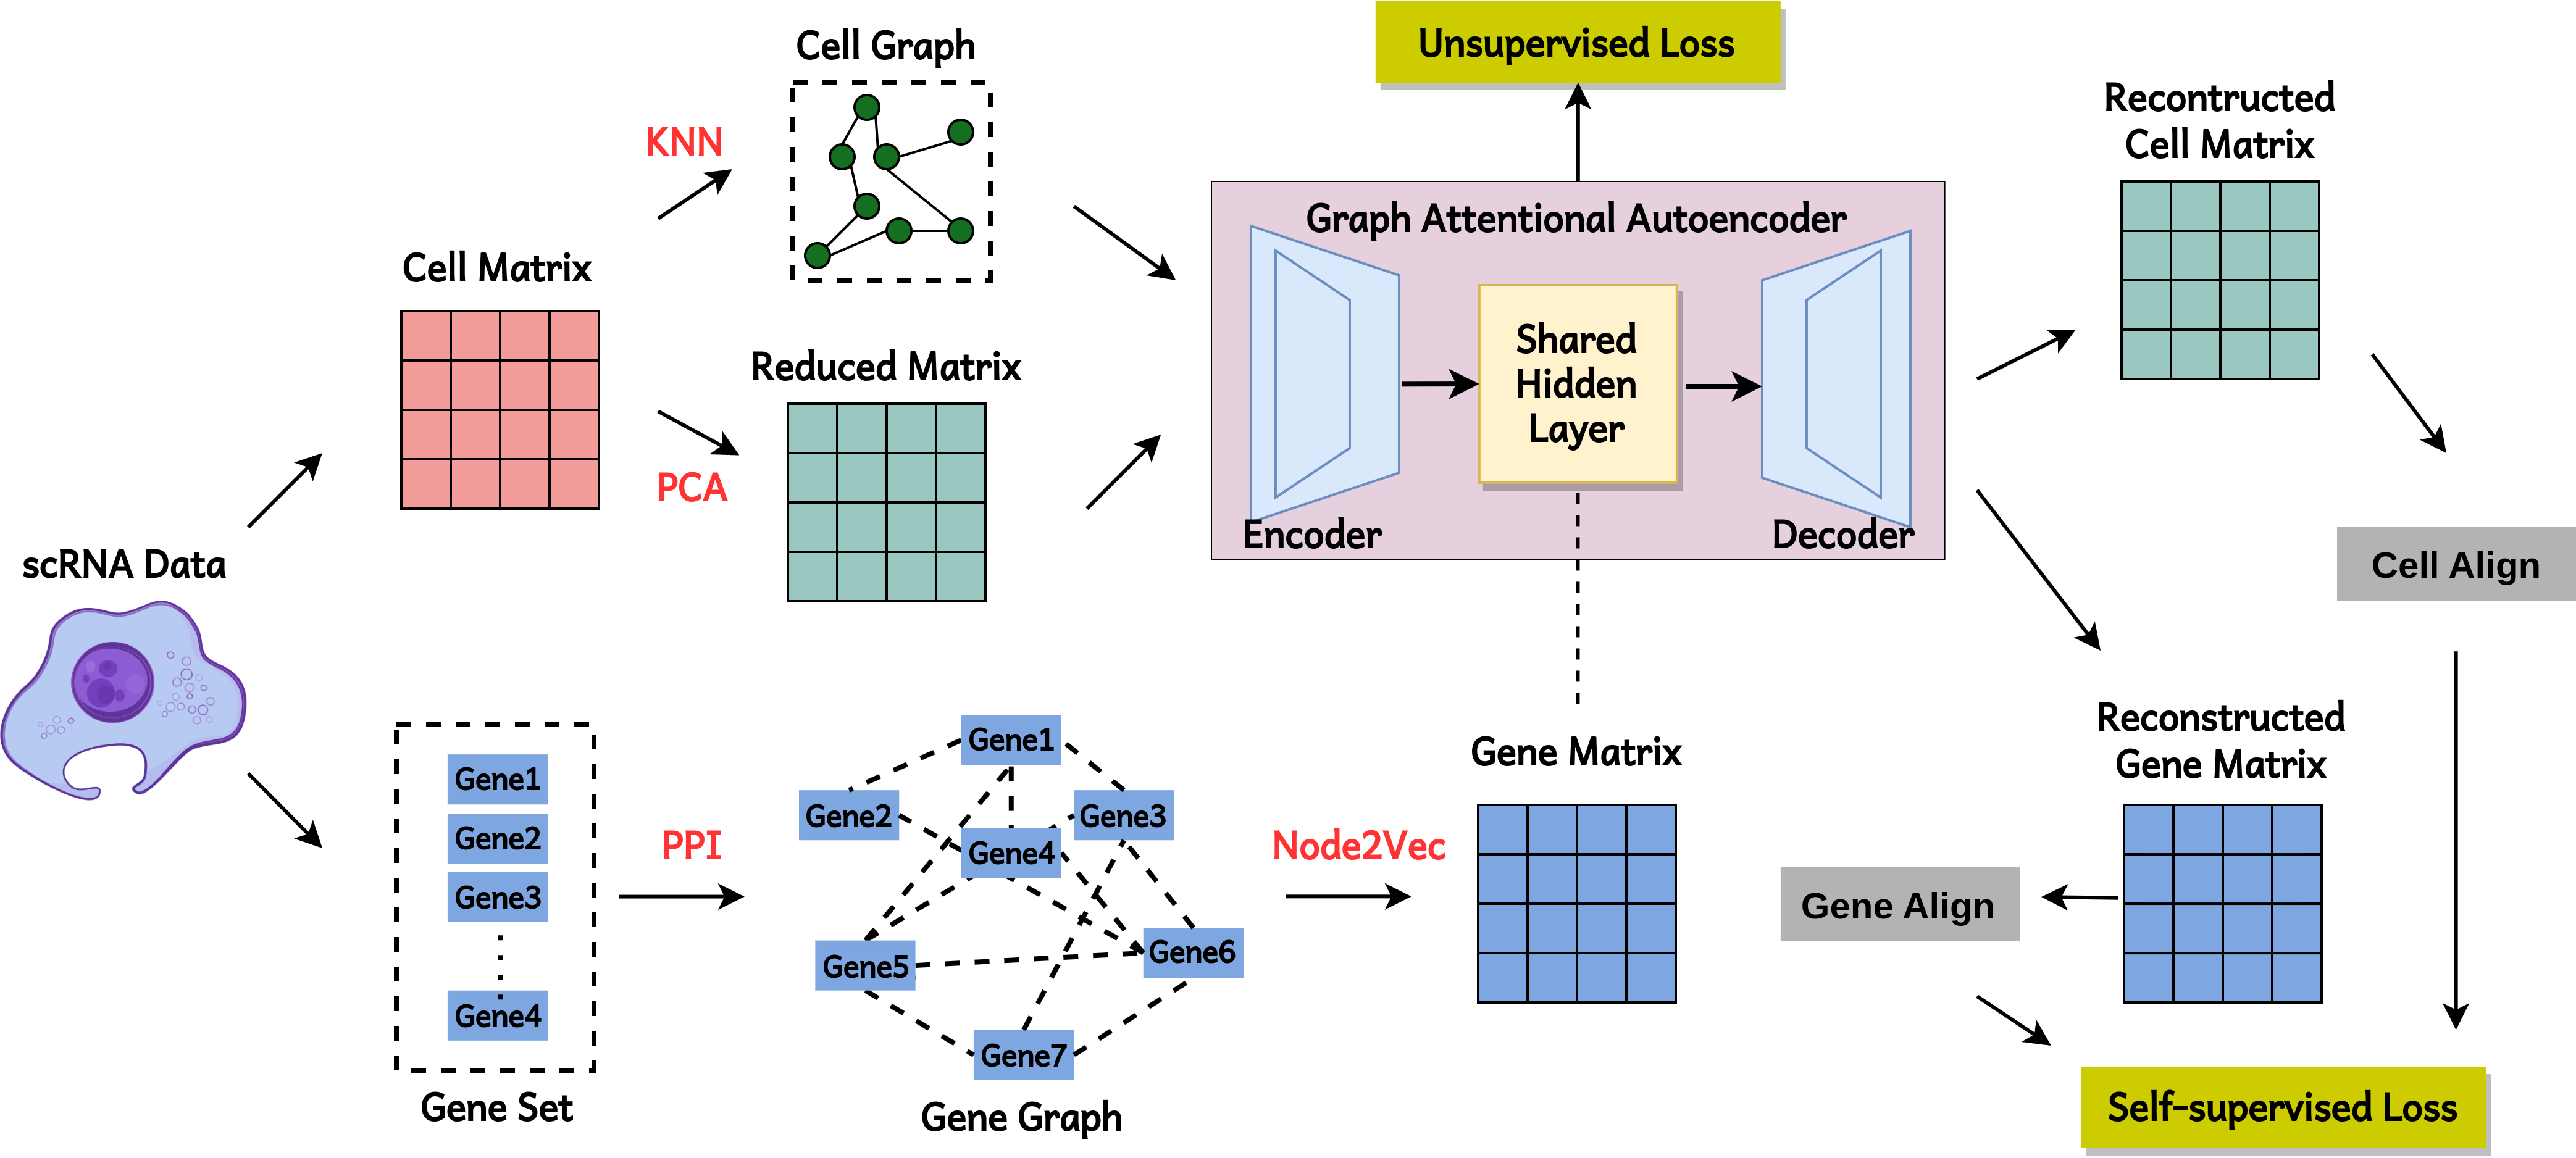 Cell Graph
Unsupervised Loss
Recontructed
Cell Matrix
KNN
Graph Attentional Autoencoder
Cell Matrix
Reduced Matrix
Shared
Hidden
Layer
PCA
Encoder
Decoder
scRNA Data
Cell Align
Reconstructed
Gene Matrix
Gene Matrix
Gene1
Gene2
Gene3
Gene4
Gene Set
PPI
Gene1
Gene2
Gene3
Gene4
Gene5
Gene6
Gene7
Gene Graph
Node2Vec
Gene Align
Self-supervised Loss